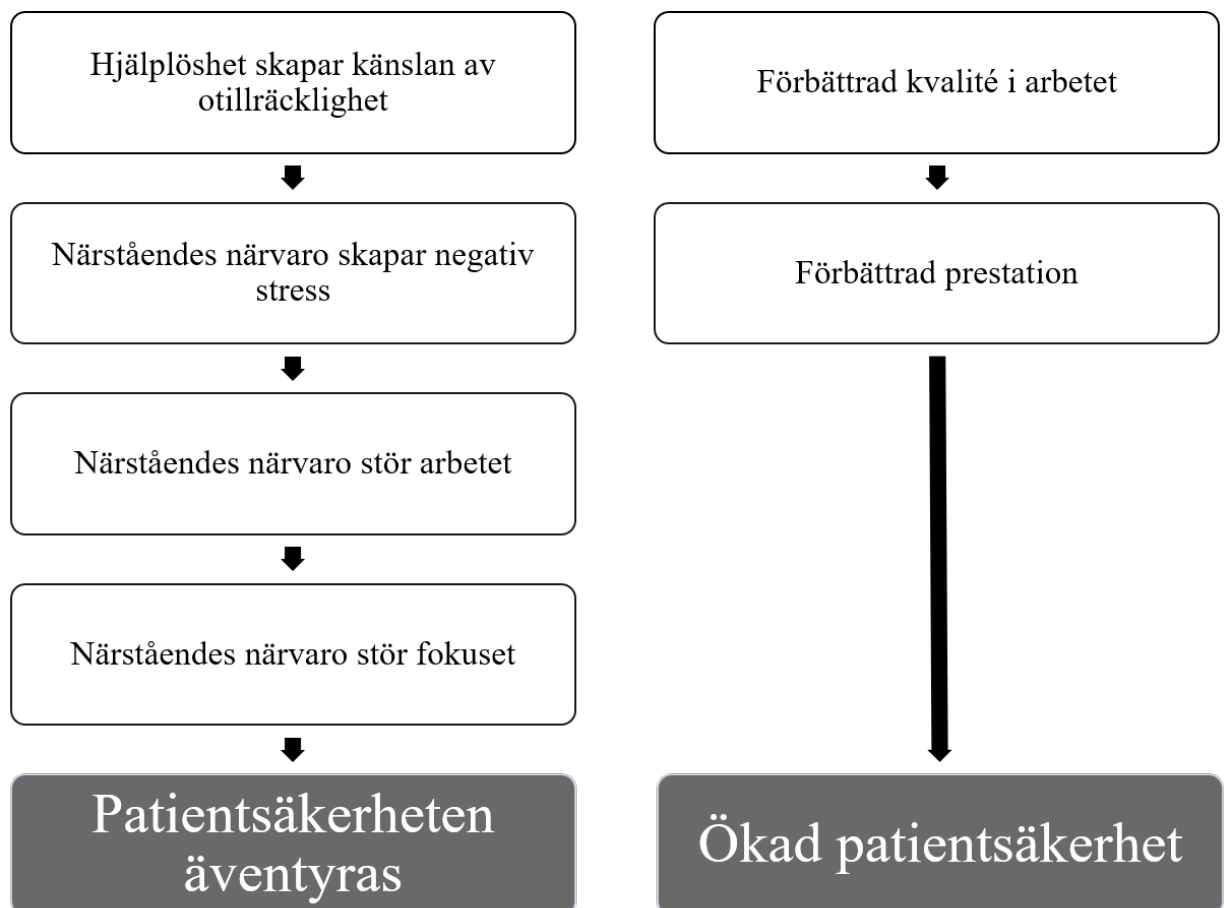 Hjälplöshet skapar känslan av
otillräcklighet
Närståendes närvaro skapar negativ
stress
Närståendes närvaro stör arbetet
Närståendes närvaro stör fokuset
Patientsäkerheten
äventyras
Förbättrad kvalité i arbetet
Förbättrad prestation
Ökad patientsäkerhet